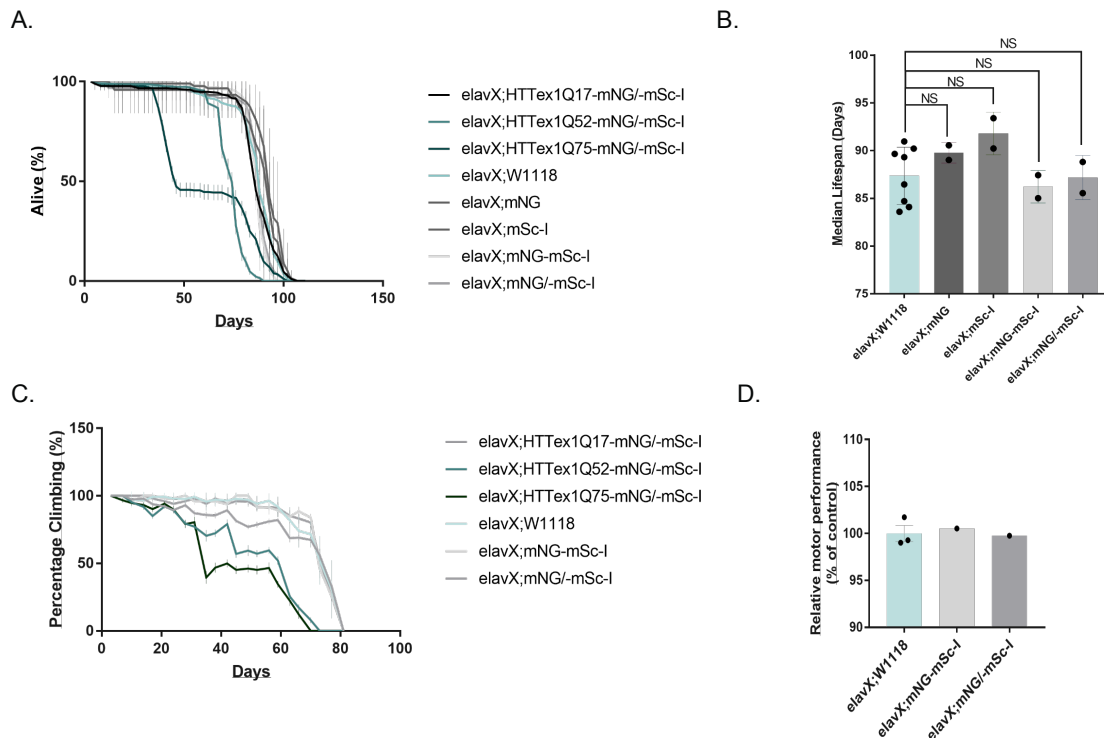 A.
100
50
0
Alive (%)
0
50
100
150
Days
elavX;HTTex1Q17-mNG/-mSc-I
elavX;HTTex1Q52-mNG/-mSc-I
elavX;HTTex1Q75-mNG/-mSc-I
elavX;W1118
elavX;mNG
elavX;mSc-I
elavX;mNG-mSc-I
elavX;mNG/-mSc-I
B.
NS
NS
NS
NS
100
95
90
85
80
75
Median Lifespan (Days)
elavX;W1118
elavX;mNG
elavX;mSc-I
elavX;mNG-mSc-I
elavX;mNG/-mSc-I
C.
150
100
50
0
Percentage Climbing (%)
0
20
40
60
80
100
Days
elavX;HTTex1Q17-mNG/-mSc-I
elavX;HTTex1Q52-mNG/-mSc-I
elavX;HTTex1Q75-mNG/-mSc-I
elavX;W1118
elavX;mNG-mSc-I
elavX;mNG/-mSc-I
D.
110
105
100
95
90
Relative motor performance
(% of control)
elavX;W1118
elavX;mNG-mSc-I
elavX;mNG/-mSc-I